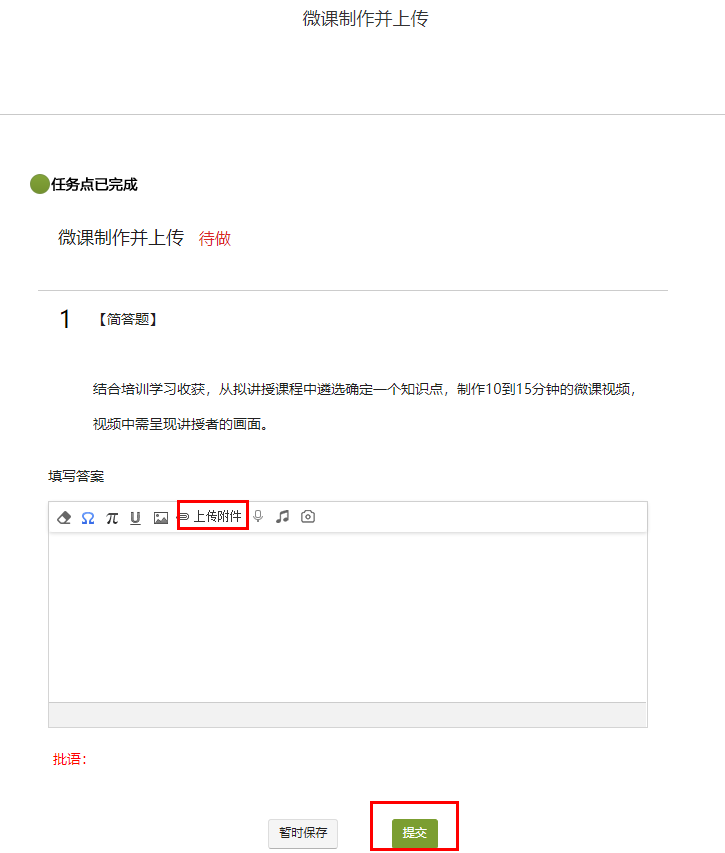 微课制作并上传
任务点已完成
微课制作并上传 待做
1 【简答题】
结合培训学习收获，从拟讲授课程中遴选确定一个知识点，制作10到15分钟的微课视频，
视频中需呈现讲授者的画面。
填写答案
Ω π U 上传附件
批语：
暂时保存 提交